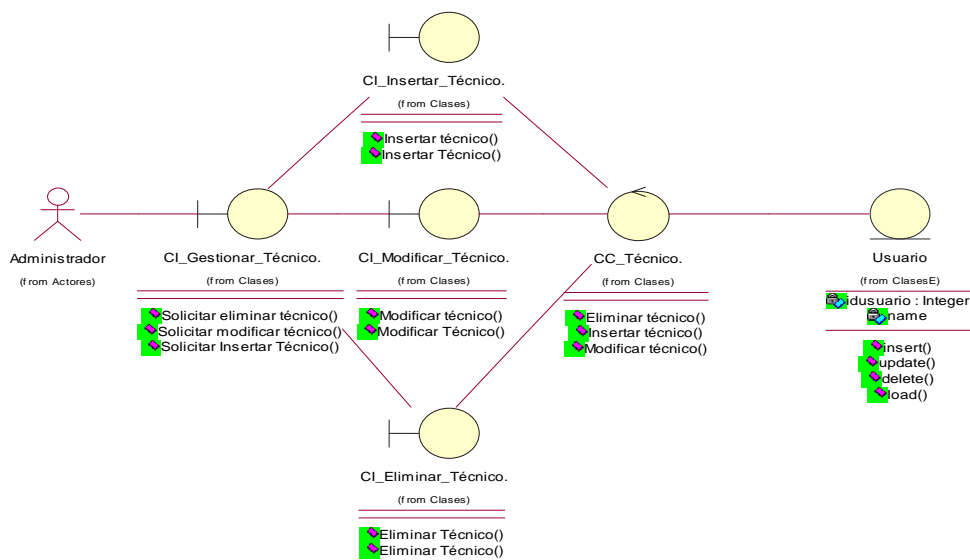 CI_Insertar_Técnico.
(from Clases)
Insertar técnico()
Insertar Técnico()
Administrador
(from Actores)
CI_Gestionar_Técnico.
(from Clases)
Solicitar eliminar técnico()
Solicitar modificar técnico()
Solicitar Insertar Técnico()
CI_Modificar_Técnico.
(from Clases)
Modificar técnico()
Modificar Técnico()
CC_Técnico.
(from Clases)
Eliminar técnico()
Insertar técnico()
Modificar técnico()
Usuario
(from ClasesE)
idusuario : Integer
name
insert()
update()
delete()
load()
CI_Eliminar_Técnico.
(from Clases)
Eliminar Técnico()
Eliminar Técnico()